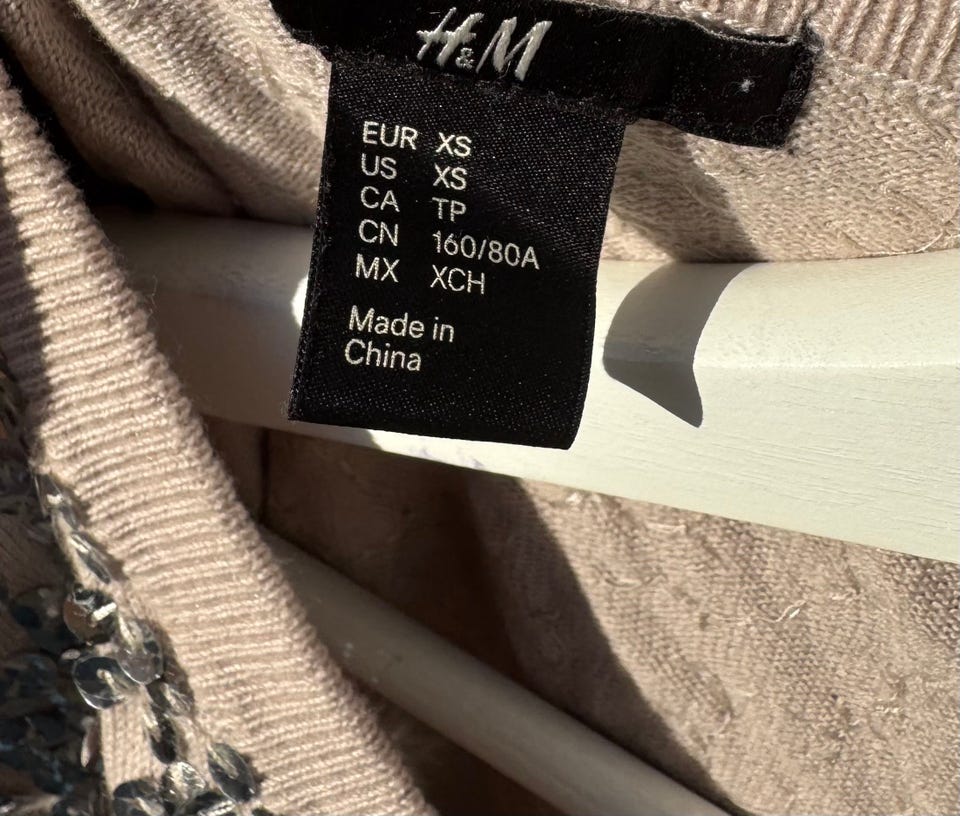 H&M
EUR XS
US XS
CA TP
CN 160/80A
MX XCH
Made in
China